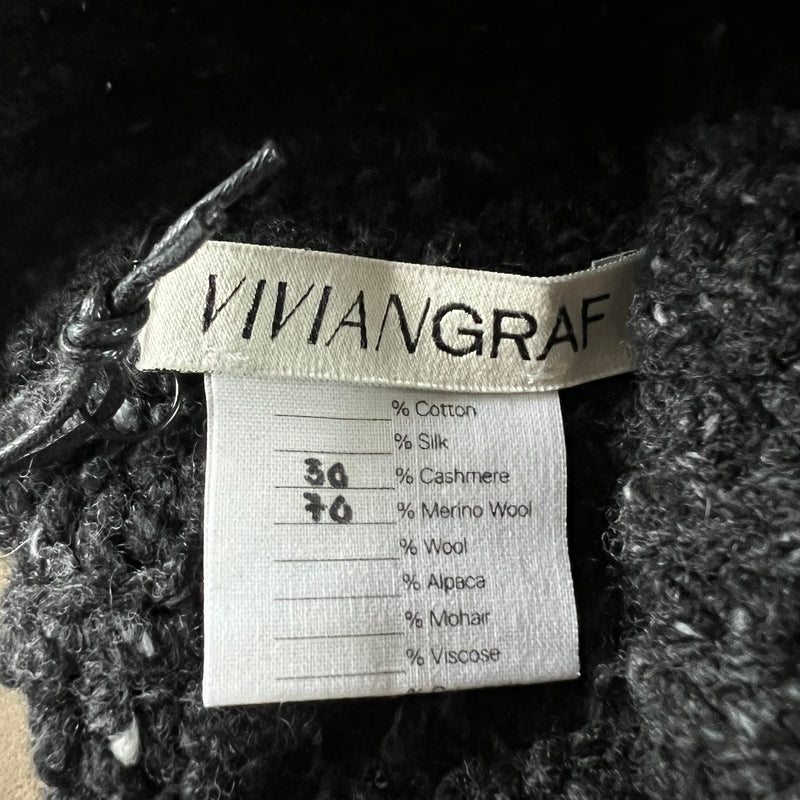 VIVIANGRAF
% Cotton
% Silk
30 % Cashmere
70 % Merino Wool
% Wool
% Alpaca
% Mohair
% Viscose